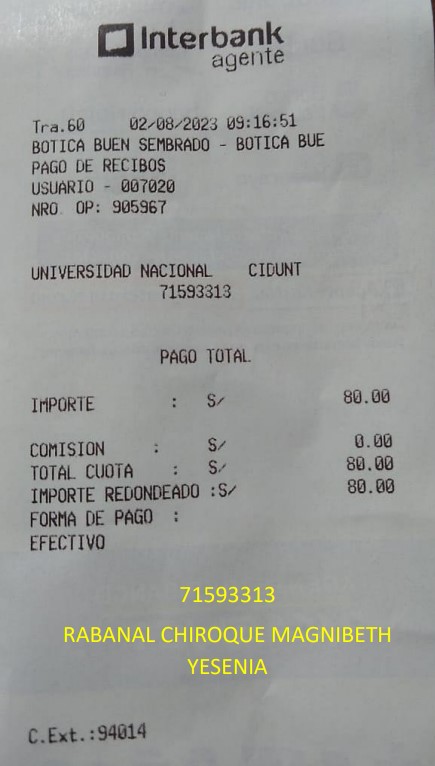 Interbank
agente
Tra.60 02/08/2023 09:16:51
BOTICA BUEN SEMBRADO - BOTICA BUE
PAGO DE RECIBOS
USUARIO - 007020
NRO. OP: 905967
UNIVERSIDAD NACIONAL CIDUNT
71593313
PAGO TOTAL
IMPORTE : S/ 80.00
COMISION : S/ 0.00
TOTAL CUOTA : S/ 80.00
IMPORTE REDONDEADO :S/ 80.00
FORMA DE PAGO :
EFECTIVO
71593313
RABANAL CHIROQUE MAGNIBETH
YESENIA
C.Ext.:94014